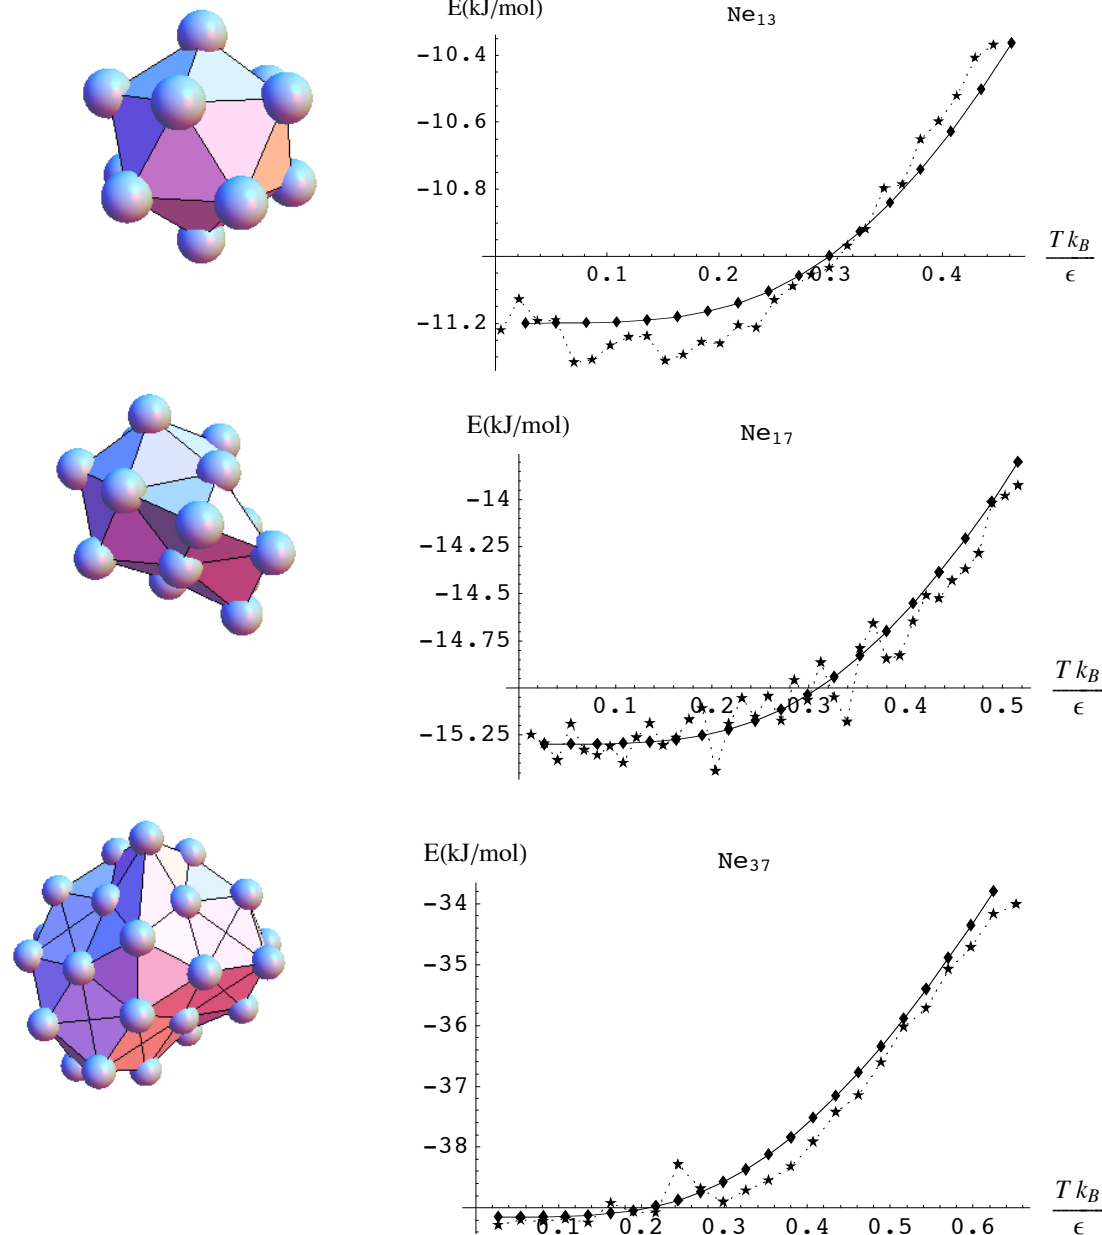 E(kJ/mol)
Ne13
−10.4
−10.6
−10.8
−11.2
0.1 0.2 0.3 0.4
T kB
ϵ
E(kJ/mol)
Ne17
−14
−14.25
−14.5
−14.75
−15.25
0.1 0.2 0.3 0.4 0.5
T kB
ϵ
E(kJ/mol)
Ne37
−34
−35
−36
−37
−38
0.1 0.2 0.3 0.4 0.5 0.6
T kB
ϵ